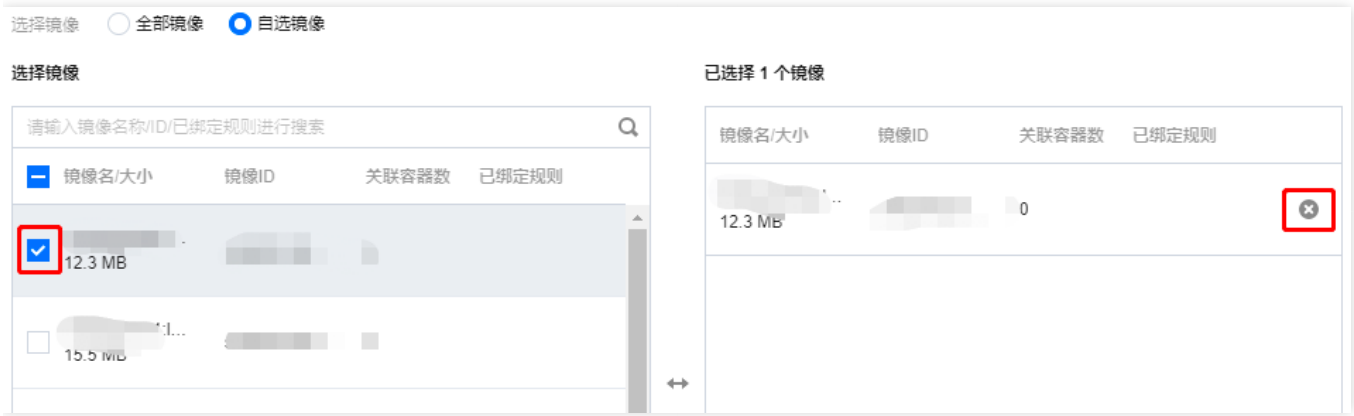 选择镜像 全部镜像 自选镜像
选择镜像
请输入镜像名称/ID/已绑定规则进行搜索
镜像名/大小 镜像ID 关联容器数 已绑定规则
12.3 MB
15.5 MB
已选择 1 个镜像
镜像名/大小 镜像ID 关联容器数 已绑定规则
12.3 MB 0